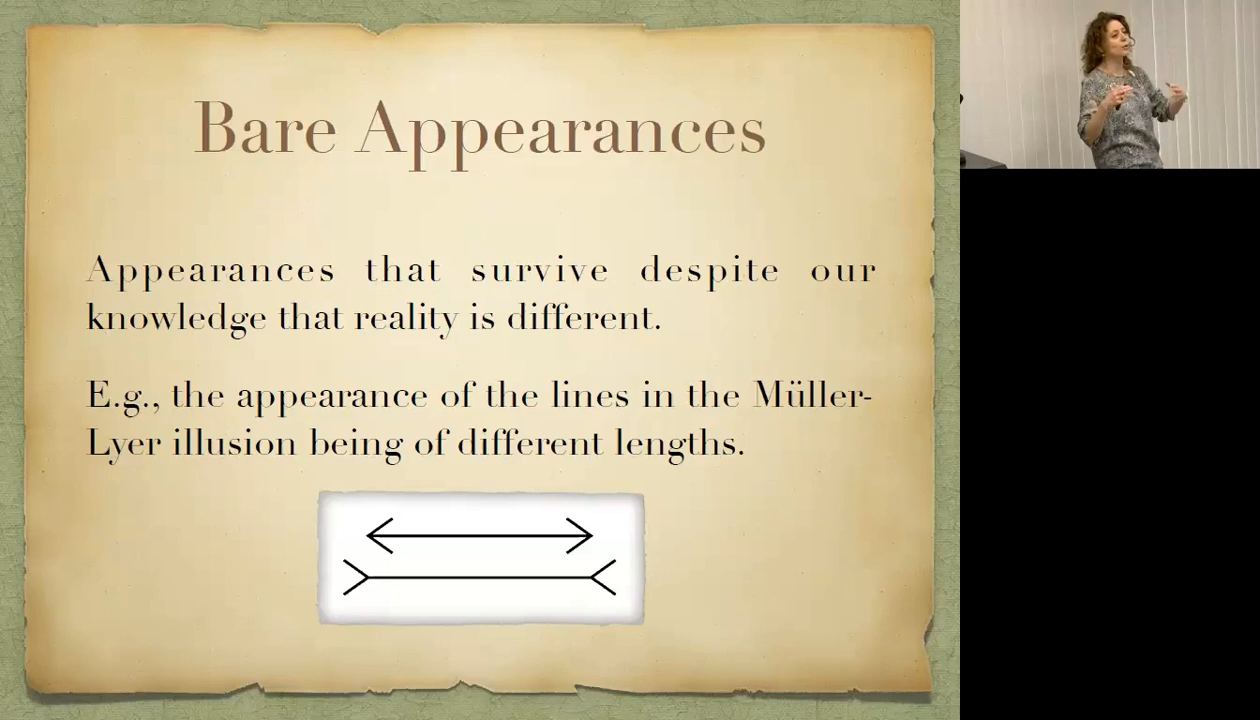 Bare Appearances
Appearances that survive despite our
knowledge that reality is different.
E.g., the appearance of the lines in the Müller-
Lyer illusion being of different lengths.